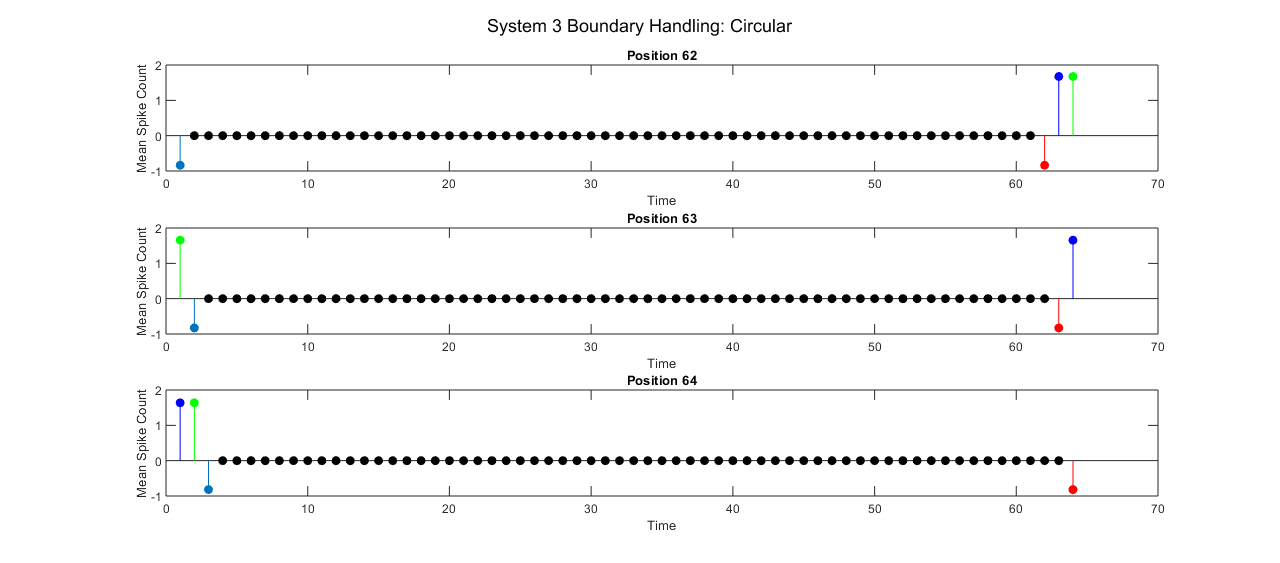 System 3 Boundary Handling: Circular
Position 62
Mean Spike Count
2
1
0
-1
0 10 20 30 40 50 60 70
Time
Position 63
Mean Spike Count
2
1
0
-1
0 10 20 30 40 50 60 70
Time
Position 64
Mean Spike Count
2
1
0
-1
0 10 20 30 40 50 60 70
Time